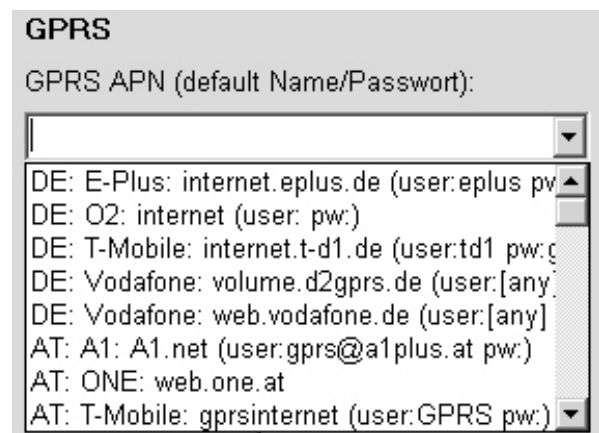 GPRS
GPRS APN (default Name/Passwort):
DE: E-Plus: internet.eplus.de (user:eplus pw
DE: O2: internet (user: pw:)
DE: T-Mobile: internet.t-d1.de (user:td1 pw:g
DE: Vodafone: volume.d2gprs.de (user:[any]
DE: Vodafone: web.vodafone.de (user:[any]
AT: A1: A1.net (user:gprs@a1plus.at pw:)
AT: ONE: web.one.at
AT: T-Mobile: gprsinternet (user:GPRS pw:)